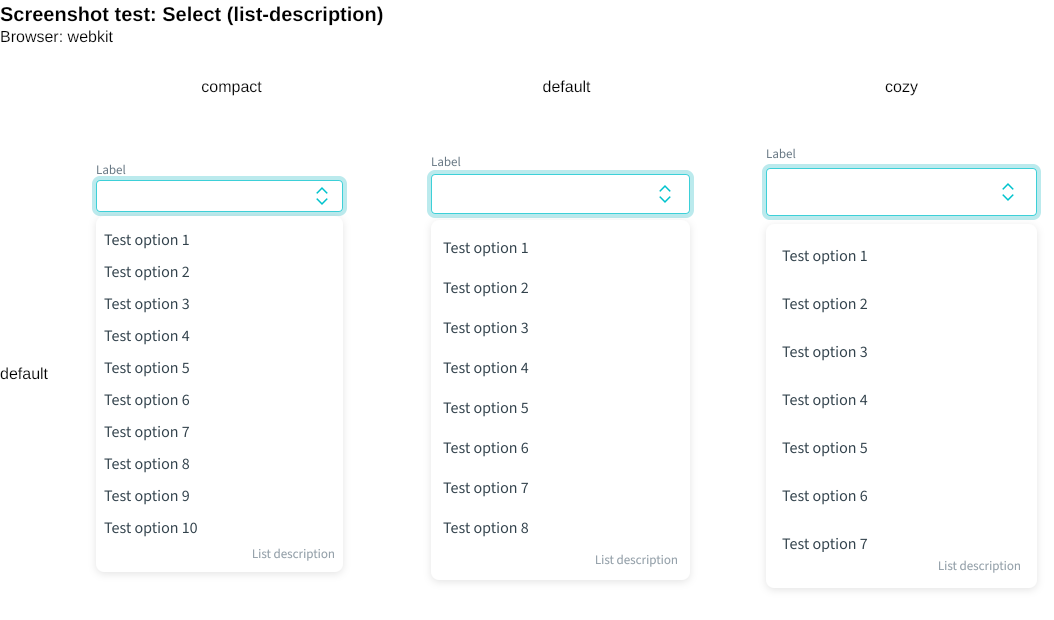 Screenshot test: Select (list-description)
Browser: webkit
compact
default
cozy
default
Label
Test option 1
Test option 2
Test option 3
Test option 4
Test option 5
Test option 6
Test option 7
Test option 8
Test option 9
Test option 10
List description
Label
Test option 1
Test option 2
Test option 3
Test option 4
Test option 5
Test option 6
Test option 7
Test option 8
List description
Label
Test option 1
Test option 2
Test option 3
Test option 4
Test option 5
Test option 6
Test option 7
List description